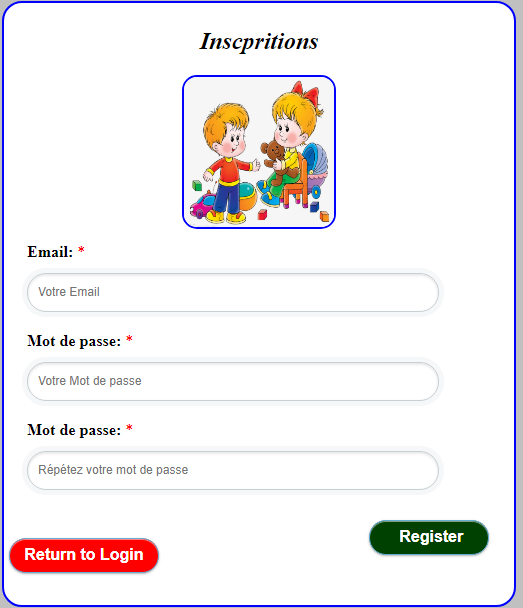 Inscpritions
Email: *
Votre Email
Mot de passe: *
Votre Mot de passe
Mot de passe: *
Répétez votre mot de passe
Register
Return to Login